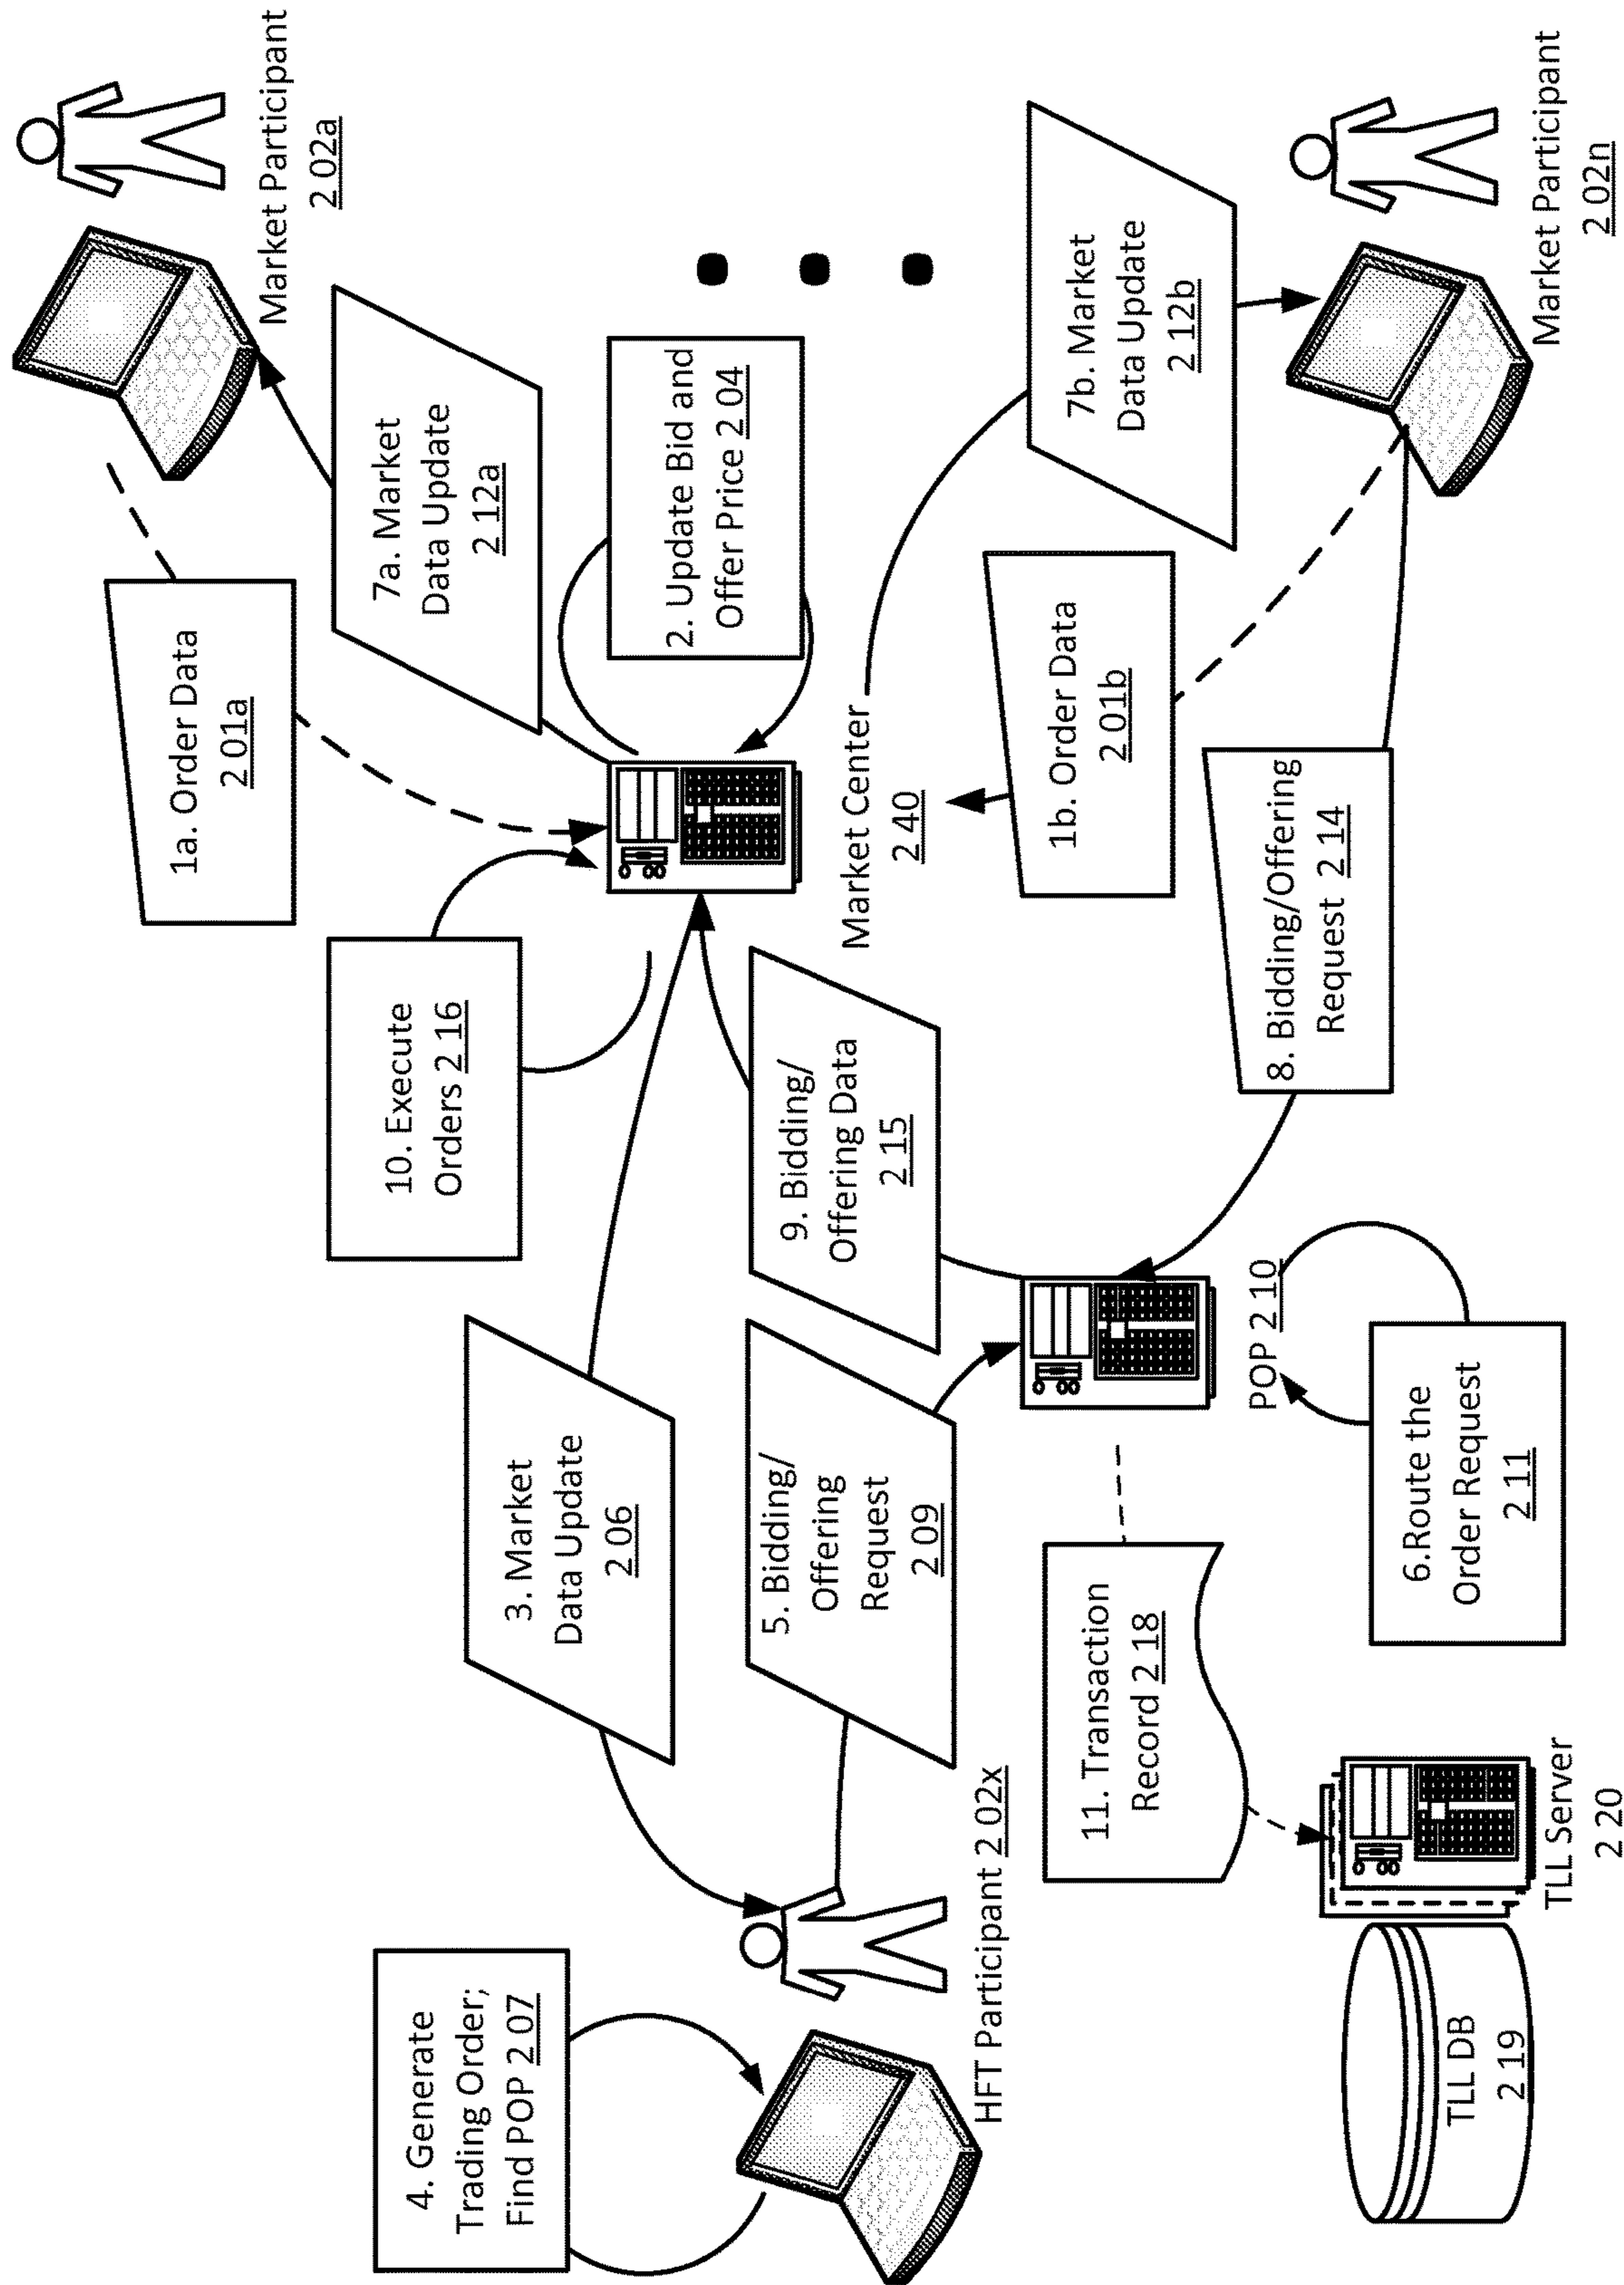 4. Generate
Trading Order;
Find POP 2 07
HFT Participant 2 02x
3. Market
Data Update
2 06
5. Bidding/
Offering
Request
2 09
10. Execute
Orders 2 16
9. Bidding/
Offering Data
2 15
1a. Order Data
2 01a
7a. Market
Data Update
2 12a
Market Participant
2 02a
2. Update Bid and
Offer Price 2 04
Market Center
2 40
1b. Order Data
2 01b
7b. Market
Data Update
2 12b
Market Participant
2 02n
8. Bidding/Offering
Request 2 14
POP 2 10
6.Route the
Order Request
2 11
11. Transaction
Record 2 18
TLL Server
2 20
TLL DB
2 19